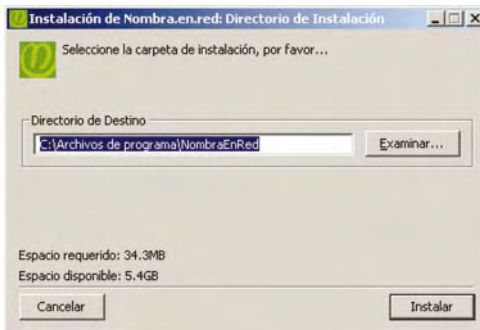 Instalación de Nombra.en.red: Directorio de Instalación
Seleccione la carpeta de instalación, por favor...
Directorio de Destino
C:\Archivos de programa\NombraEnRed
Examinar...
Espacio requerido: 34.3MB
Espacio disponible: 5.4GB
Cancelar
Instalar